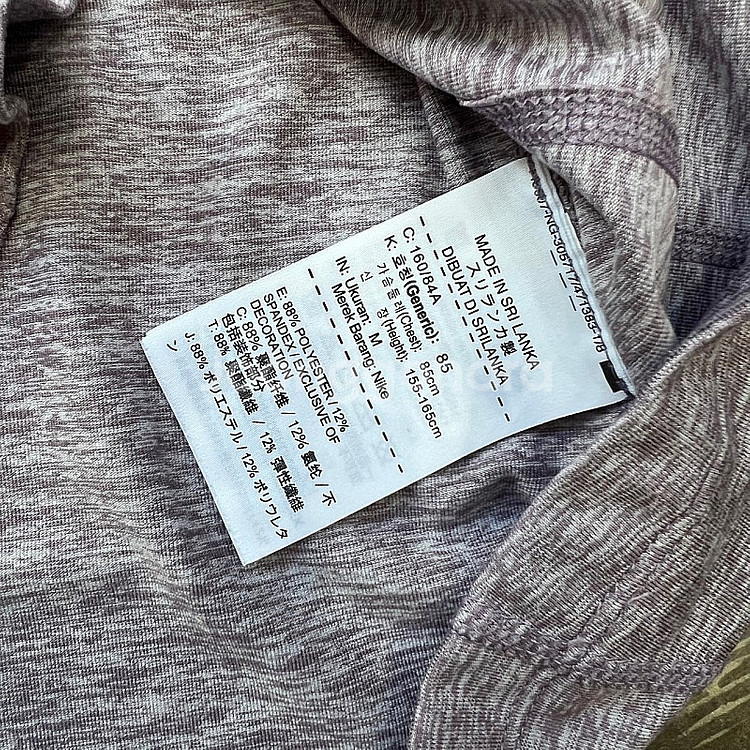 MADE IN SRI LANKA
スリランカ製
DIBUAT DI SRILANKA
C: 160/84A
K: 호칭(Generic): 85
가슴둘레(Chest): 85cm
신 장(Height): 155-165cm
IN: Ukuran: M
Merek Barang: Nike
E: 88% POLYESTER / 12%
SPANDEX / EXCLUSIVE OF
DECORATION
C: 88% 聚酯纤维 / 12% 氨纶 / 不
包括装饰部分
T: 88% 聚酯纖維 / 12% 彈性纖維
J: 88% ポリエステル / 12% ポリウレタ
ン